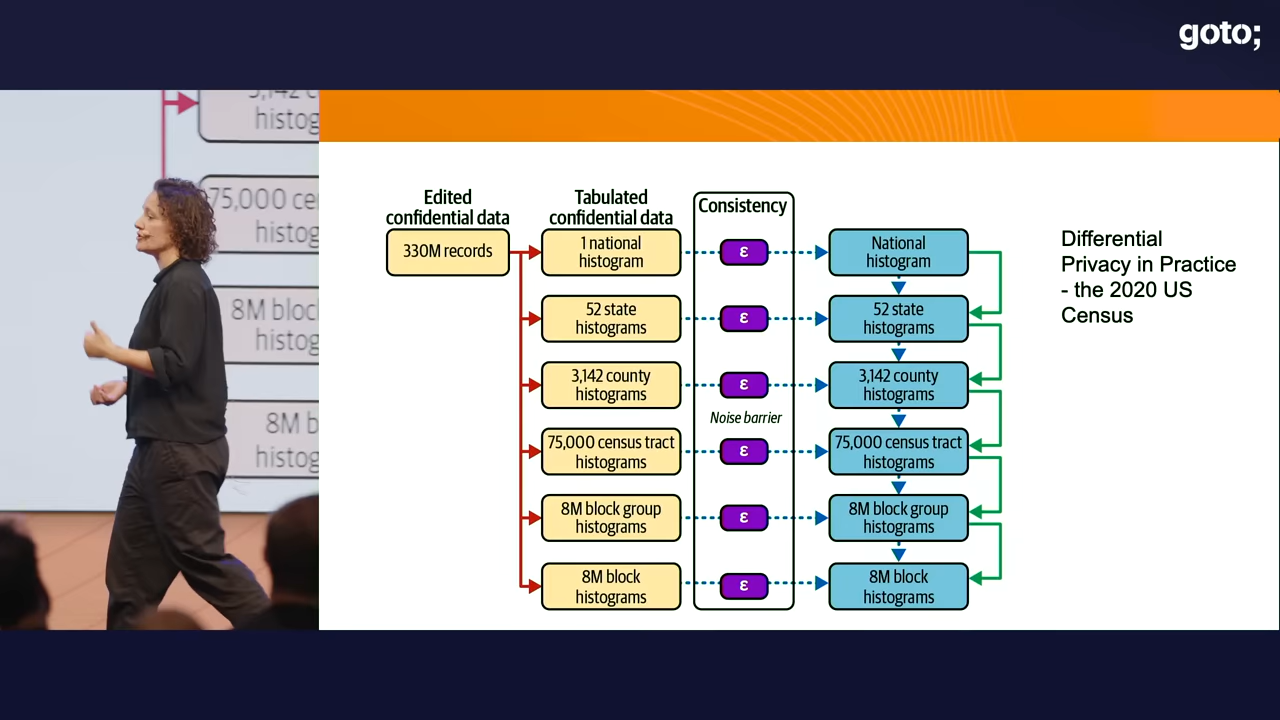 goto;
histog
75,000 ce
histog
8M bloc
histog
8M b
histog
Edited
confidential data
330M records
Tabulated
confidential data
1 national
histogram
52 state
histograms
3,142 county
histograms
75,000 census tract
histograms
8M block group
histograms
8M block
histograms
Consistency
ε
ε
ε
Noise barrier
ε
ε
ε
National
histogram
52 state
histograms
3,142 county
histograms
75,000 census tract
histograms
8M block group
histograms
8M block
histograms
Differential
Privacy in Practice
- the 2020 US
Census